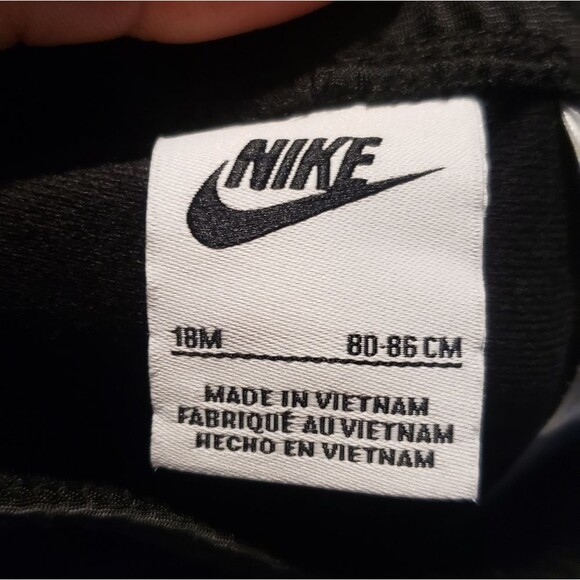 NIKE
18M 80-86 CM
MADE IN VIETNAM
FABRIQUÉ AU VIETNAM
HECHO EN VIETNAM